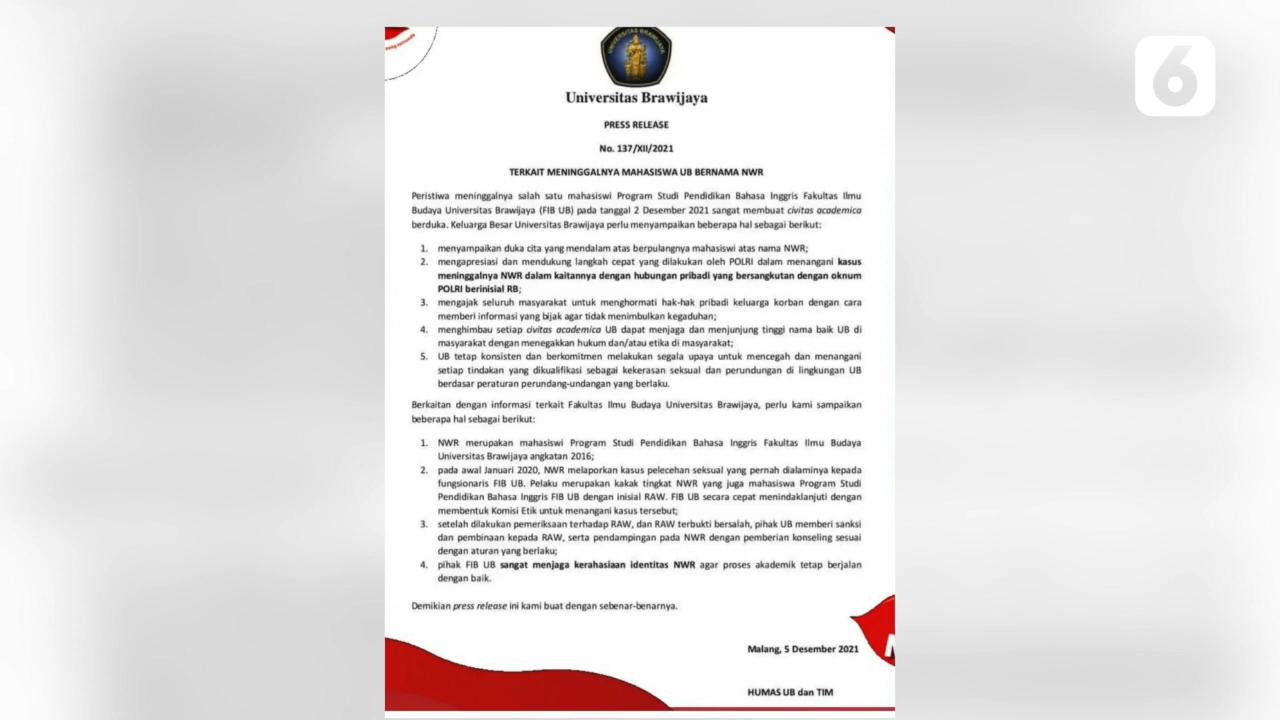 6
UNIVERSITAS BRAWIJAYA
Universitas Brawijaya
PRESS RELEASE
No. 137/XII/2021
TERKAIT MENINGGALNYA MAHASISWA UB BERNAMA NWR
Peristiwa meninggalnya salah satu mahasiswi Program Studi Pendidikan Bahasa Inggris Fakultas Ilmu
Budaya Universitas Brawijaya (FIB UB) pada tanggal 2 Desember 2021 sangat membuat civitas academica
berduka. Keluarga Besar Universitas Brawijaya perlu menyampaikan beberapa hal sebagai berikut:
1. menyampaikan duka cita yang mendalam atas berpulangnya mahasiswi atas nama NWR;
2. mengapresiasi dan mendukung langkah cepat yang dilakukan oleh POLRI dalam menangani kasus
meninggalnya NWR dalam kaitannya dengan hubungan pribadi yang bersangkutan dengan oknum
POLRI berinisial RB;
3. mengajak seluruh masyarakat untuk menghormati hak-hak pribadi keluarga korban dengan cara
memberi informasi yang bijak agar tidak menimbulkan kegaduhan;
4. menghimbau setiap civitas academica UB dapat menjaga dan menjunjung tinggi nama baik UB di
masyarakat dengan menegakkan hukum dan/atau etika di masyarakat;
5. UB tetap konsisten dan berkomitmen melakukan segala upaya untuk mencegah dan menangani
setiap tindakan yang dikualifikasi sebagai kekerasan seksual dan perundungan di lingkungan UB
berdasar peraturan perundang-undangan yang berlaku.
Berkaitan dengan informasi terkait Fakultas Ilmu Budaya Universitas Brawijaya, perlu kami sampaikan
beberapa hal sebagai berikut:
1. NWR merupakan mahasiswi Program Studi Pendidikan Bahasa Inggris Fakultas Ilmu Budaya
Universitas Brawijaya angkatan 2016;
2. pada awal Januari 2020, NWR melaporkan kasus pelecehan seksual yang pernah dialaminya kepada
fungsionaris FIB UB. Pelaku merupakan kakak tingkat NWR yang juga mahasiswa Program Studi
Pendidikan Bahasa Inggris FIB UB dengan inisial RAW. FIB UB secara cepat menindaklanjuti dengan
membentuk Komisi Etik untuk menangani kasus tersebut;
3. setelah dilakukan pemeriksaan terhadap RAW, dan RAW terbukti bersalah, pihak UB memberi sanksi
dan pembinaan kepada RAW, serta pendampingan pada NWR dengan pemberian konseling sesuai
dengan aturan yang berlaku;
4. pihak FIB UB sangat menjaga kerahasiaan identitas NWR agar proses akademik tetap berjalan
dengan baik.
Demikian press release ini kami buat dengan sebenar-benarnya.
Malang, 5 Desember 2021
HUMAS UB dan TIM